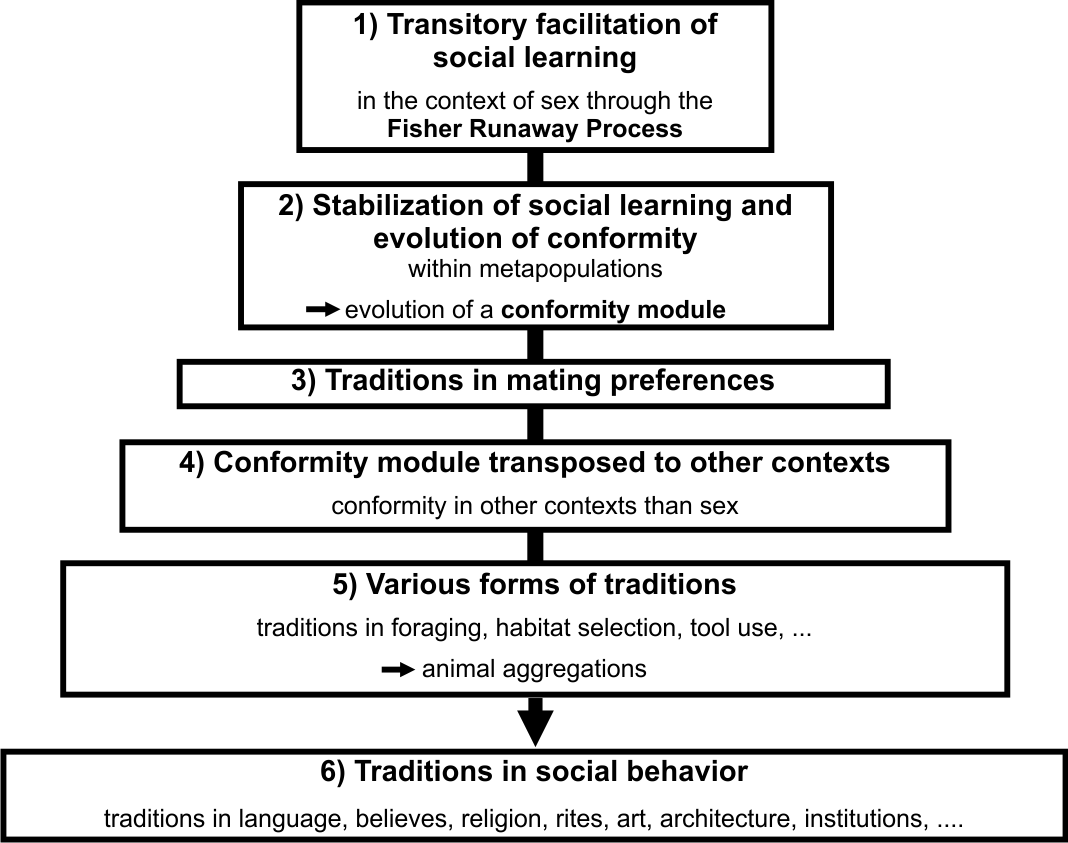 1) Transitory facilitation of
social learning
in the context of sex through the
Fisher Runaway Process
2) Stabilization of social learning and
evolution of conformity
within metapopulations
evolution of a conformity module
3) Traditions in mating preferences
4) Conformity module transposed to other contexts
conformity in other contexts than sex
5) Various forms of traditions
traditions in foraging, habitat selection, tool use, ...
animal aggregations
6) Traditions in social behavior
traditions in language, believes, religion, rites, art, architecture, institutions, ....